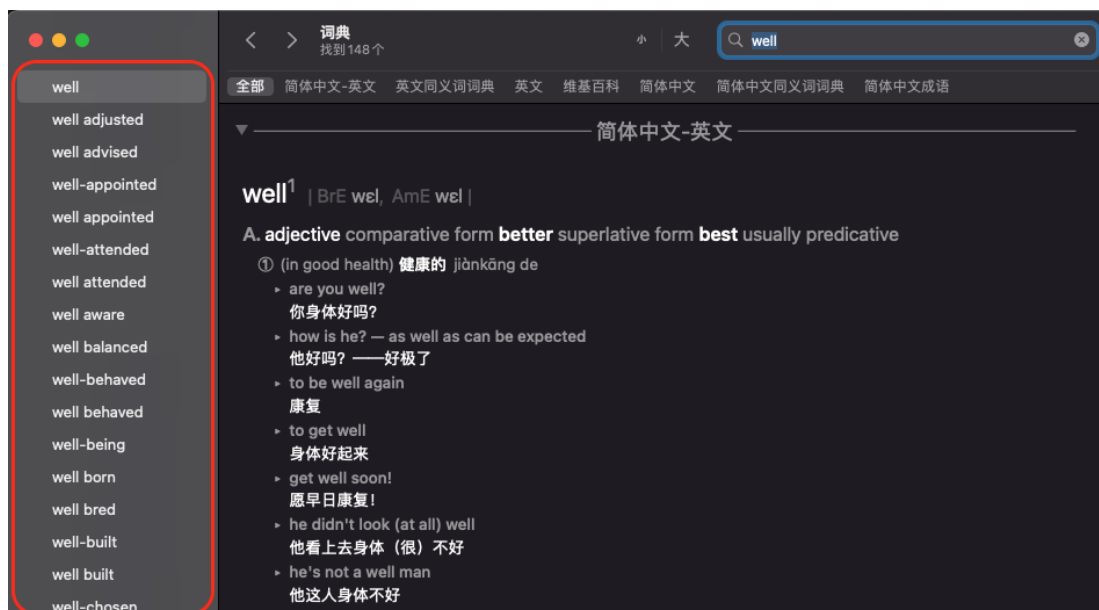 词典
找到148个
小 大
well
全部 简体中文-英文 英文同义词词典 英文 维基百科 简体中文 简体中文同义词词典 简体中文成语
well
well adjusted
well advised
well-appointed
well appointed
well-attended
well attended
well aware
well balanced
well-behaved
well behaved
well-being
well born
well bred
well-built
well built
well-chosen
简体中文-英文
well1 | BrE wɛl, AmE wɛl |
A. adjective comparative form better superlative form best usually predicative
① (in good health) 健康的 jiànkāng de
▸ are you well?
你身体好吗?
▸ how is he? — as well as can be expected
他好吗? ——好极了
▸ to be well again
康复
▸ to get well
身体好起来
▸ get well soon!
愿早日康复!
▸ he didn't look (at all) well
他看上去身体（很）不好
▸ he's not a well man
他这人身体不好